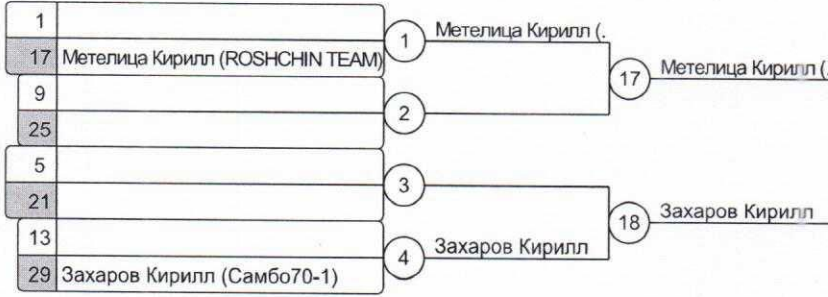 1
17 Метелица Кирилл (ROSHCHIN TEAM)
1
Метелица Кирилл (.
9
25
2
17
Метелица Кирилл (.
5
21
3
13
29 Захаров Кирилл (Самбо70-1)
4
Захаров Кирилл
18
Захаров Кирилл